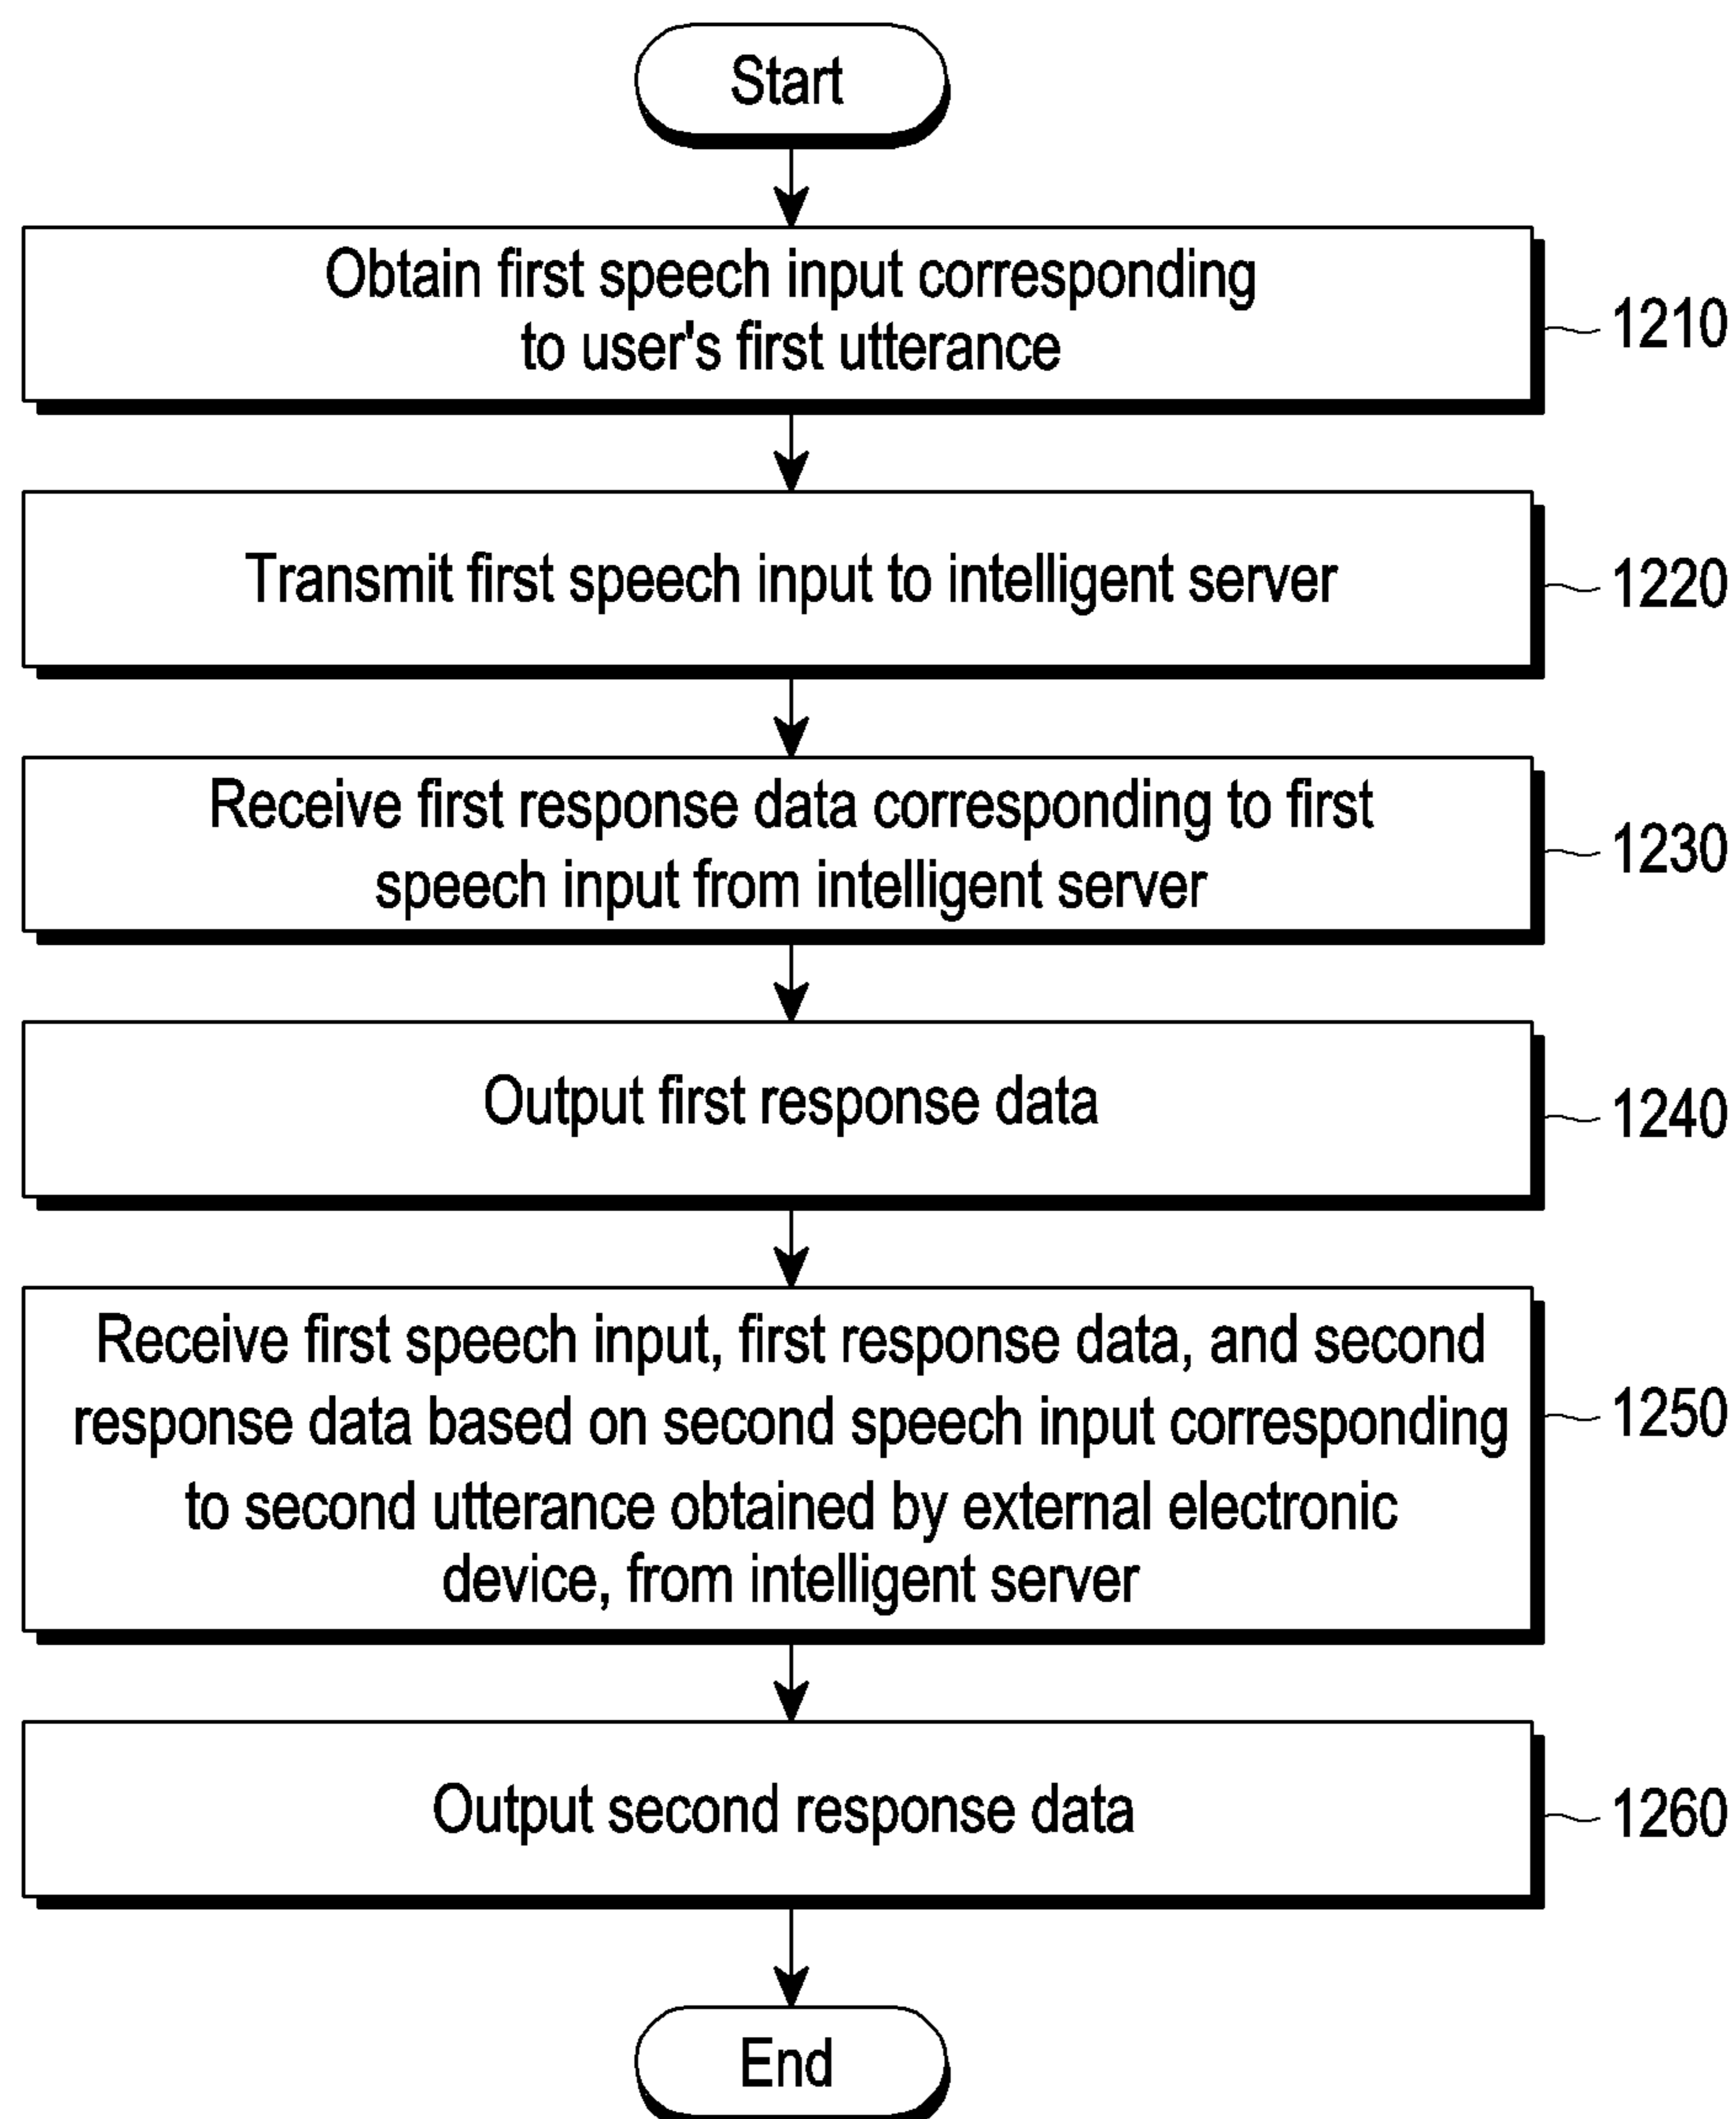 Start
Obtain first speech input corresponding
to user's first utterance
1210
Transmit first speech input to intelligent server
1220
Receive first response data corresponding to first
speech input from intelligent server
1230
Output first response data
1240
Receive first speech input, first response data, and second
response data based on second speech input corresponding
to second utterance obtained by external electronic
device, from intelligent server
1250
Output second response data
1260
End